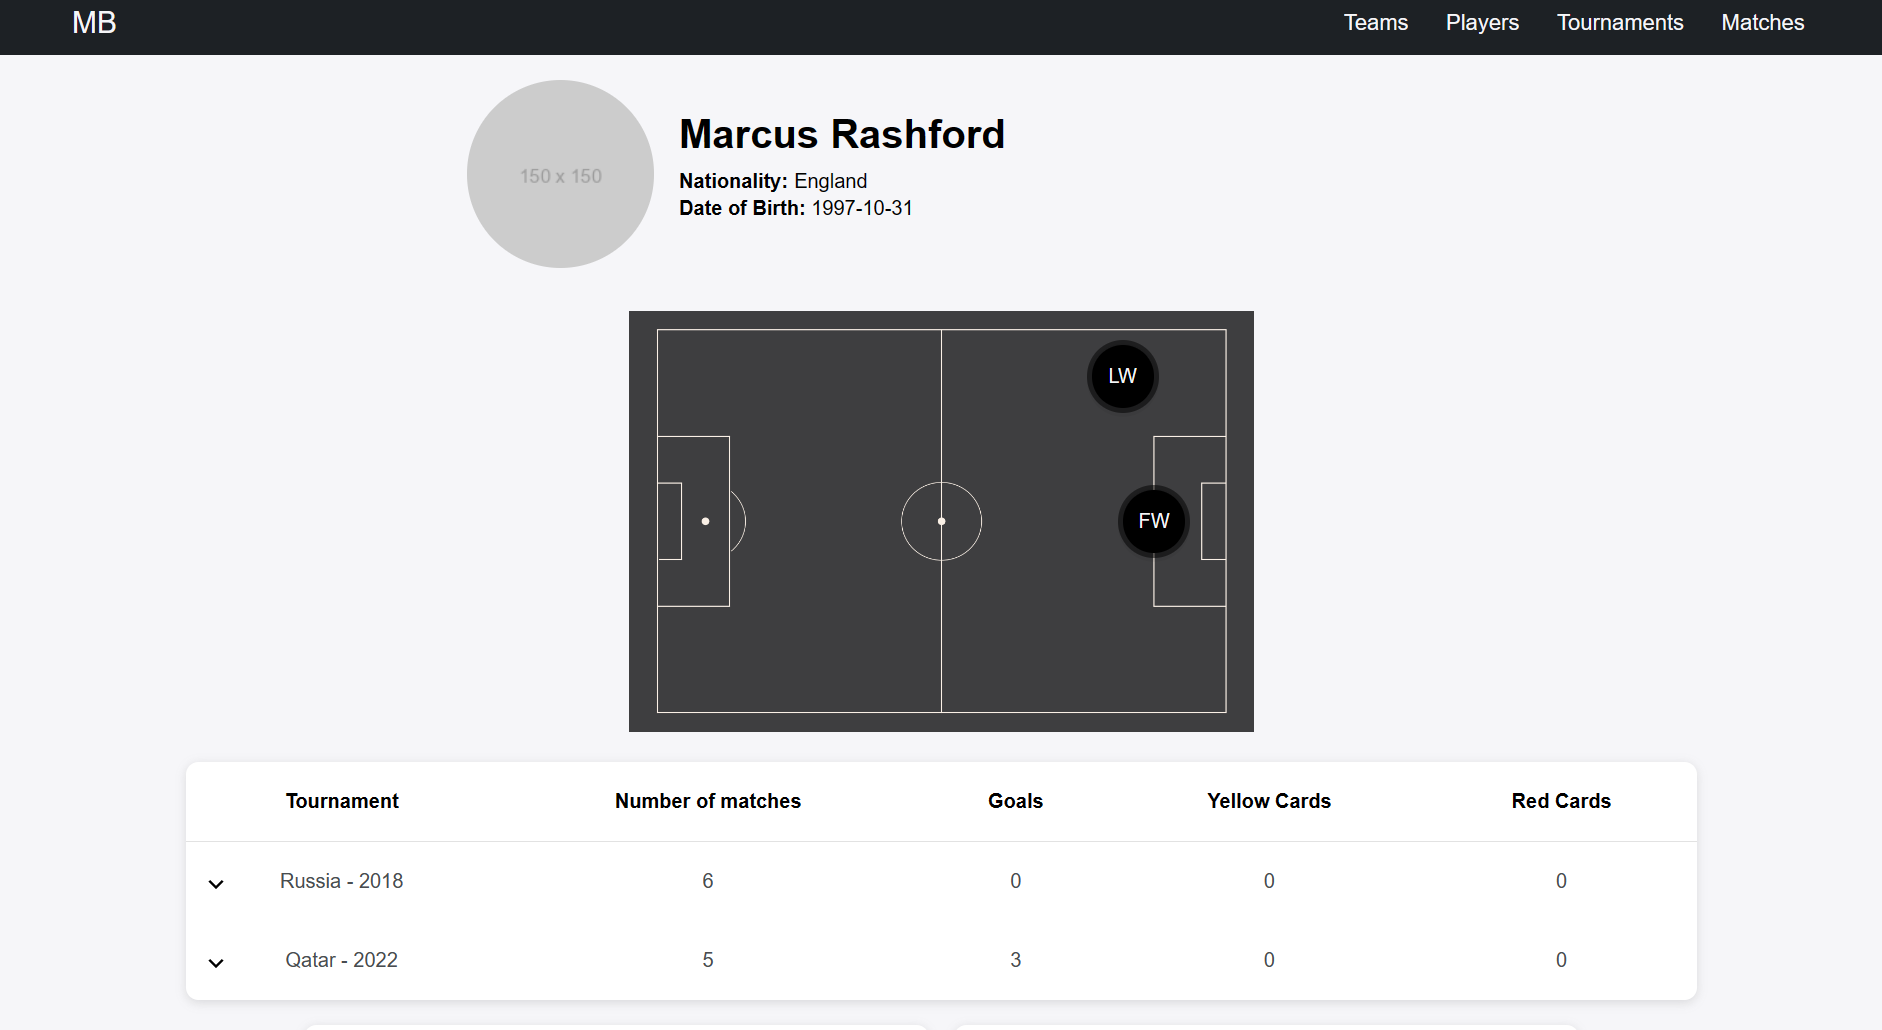 MB
Teams Players Tournaments Matches
150 x 150
Marcus Rashford
Nationality: England
Date of Birth: 1997-10-31
LW
FW
Tournament Number of matches Goals Yellow Cards Red Cards
Russia - 2018 6 0 0 0
Qatar - 2022 5 3 0 0